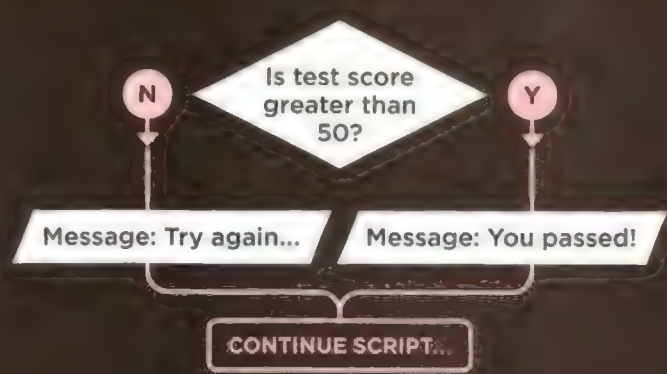 Is test score
greater than
50?
N
Y
Message: Try again...
Message: You passed!
CONTINUE SCRIPT...